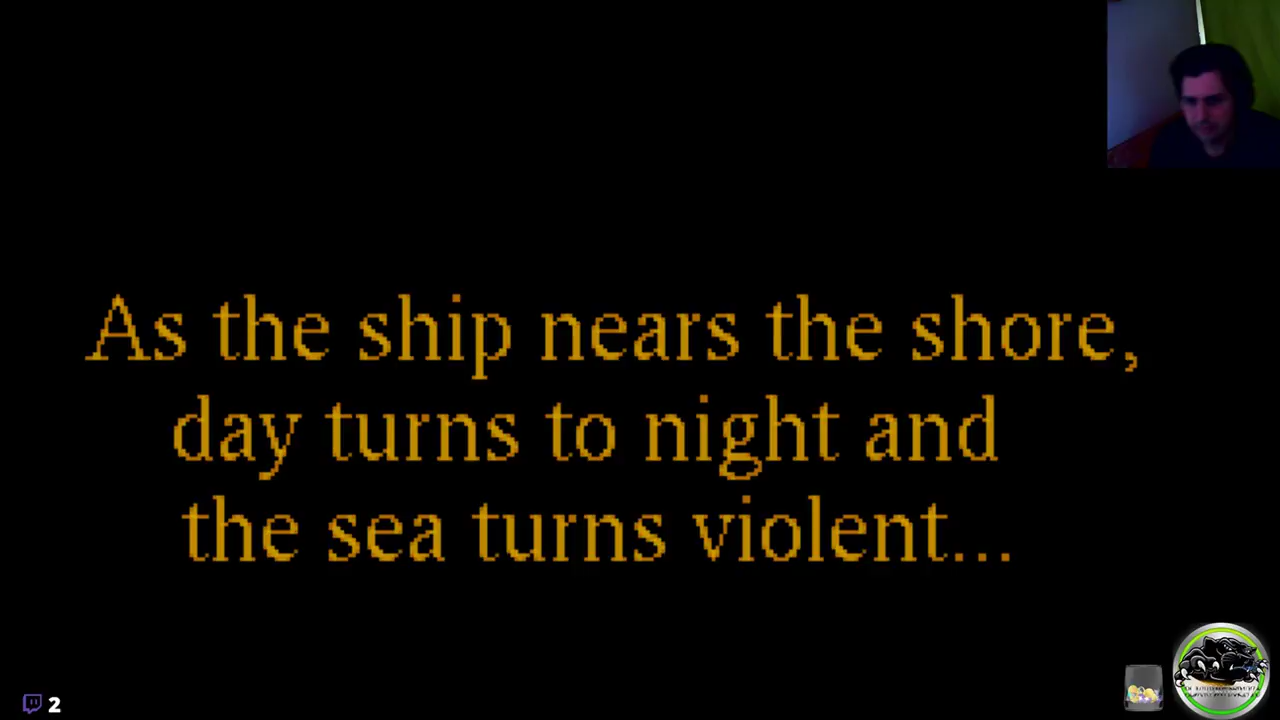 As the ship nears the shore,
day turns to night and
the sea turns violent...
2